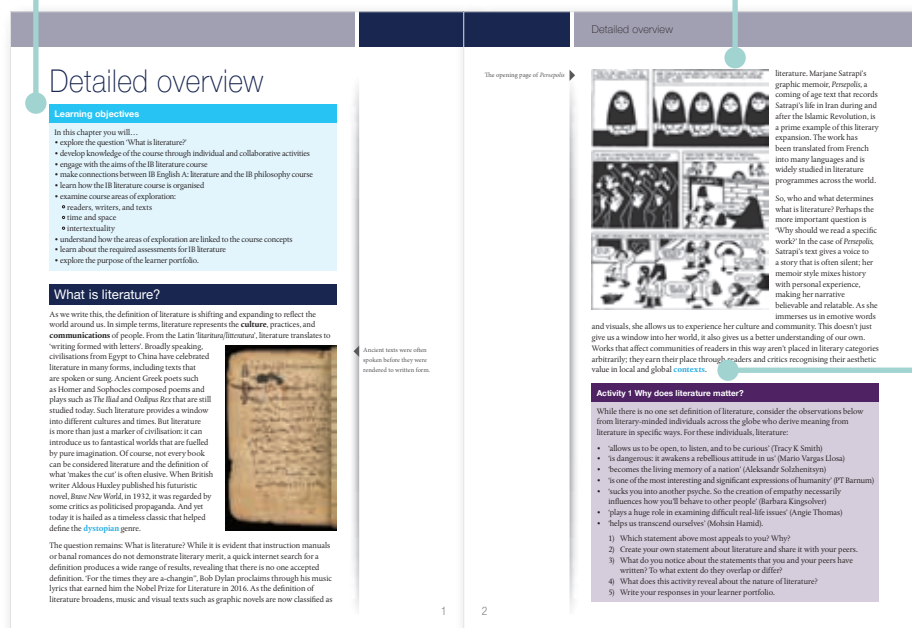 Detailed overview
Learning objectives
In this chapter you will…
• explore the question 'What is literature?'
• develop knowledge of the course through individual and collaborative activities
• engage with the aims of the IB literature course
• make connections between IB English A: literature and the IB philosophy course
• learn how the IB literature course is organised
• examine course areas of exploration:
readers, writers, and texts
time and space
intertextuality
• understand how the areas of exploration are linked to the course concepts
• learn about the required assessments for IB literature
• explore the purpose of the learner portfolio.
What is literature?
As we write this, the definition of literature is shifting and expanding to reflect the
world around us. In simple terms, literature represents the culture, practices, and
communications of people. From the Latin 'litaritura/litteratura', literature translates to
'writing formed with letters'. Broadly speaking,
civilisations from Egypt to China have celebrated
literature in many forms, including texts that
are spoken or sung. Ancient Greek poets such
as Homer and Sophocles composed poems and
plays such as The Iliad and Oedipus Rex that are still
studied today. Such literature provides a window
into different cultures and times. But literature
is more than just a marker of civilisation: it can
introduce us to fantastical worlds that are fuelled
by pure imagination. Of course, not every book
can be considered literature and the definition of
what 'makes the cut' is often elusive. When British
writer Aldous Huxley published his futuristic
novel, Brave New World, in 1932, it was regarded by
some critics as politicised propaganda. And yet
today it is hailed as a timeless classic that helped
define the dystopian genre.
The question remains: What is literature? While it is evident that instruction manuals
or banal romances do not demonstrate literary merit, a quick internet search for a
definition produces a wide range of results, revealing that there is no one accepted
definition. 'For the times they are a-changin'', Bob Dylan proclaims through his music
lyrics that earned him the Nobel Prize for Literature in 2016. As the definition of
literature broadens, music and visual texts such as graphic novels are now classified as
Ancient texts were often
spoken before they were
rendered to written form.
1
2
Detailed overview
The opening page of Persepolis
literature. Marjane Satrapi's
graphic memoir, Persepolis, a
coming of age text that records
Satrapi's life in Iran during and
after the Islamic Revolution, is
a prime example of this literary
expansion. The work has
been translated from French
into many languages and is
widely studied in literature
programmes across the world.
So, who and what determines
what is literature? Perhaps the
more important question is
'Why should we read a specific
work?' In the case of Persepolis,
Satrapi's text gives a voice to
a story that is often silent; her
memoir style mixes history
with personal experience,
making her narrative
believable and relatable. As she
immerses us in emotive words
and visuals, she allows us to experience her culture and community. This doesn't just
give us a window into her world, it also gives us a better understanding of our own.
Works that affect communities of readers in this way aren't placed in literary categories
arbitrarily; they earn their place through readers and critics recognising their aesthetic
value in local and global contexts.
Activity 1 Why does literature matter?
While there is no one set definition of literature, consider the observations below
from literary-minded individuals across the globe who derive meaning from
literature in specific ways. For these individuals, literature:
• 'allows us to be open, to listen, and to be curious' (Tracy K Smith)
• 'is dangerous: it awakens a rebellious attitude in us' (Mario Vargas Llosa)
• 'becomes the living memory of a nation' (Aleksandr Solzhenitsyn)
• 'is one of the most interesting and significant expressions of humanity' (PT Barnum)
• 'sucks you into another psyche. So the creation of empathy necessarily
influences how you'll behave to other people' (Barbara Kingsolver)
• 'plays a huge role in examining difficult real-life issues' (Angie Thomas)
• 'helps us transcend ourselves' (Mohsin Hamid).
1) Which statement above most appeals to you? Why?
2) Create your own statement about literature and share it with your peers.
3) What do you notice about the statements that you and your peers have
written? To what extent do they overlap or differ?
4) What does this activity reveal about the nature of literature?
5) Write your responses in your learner portfolio.